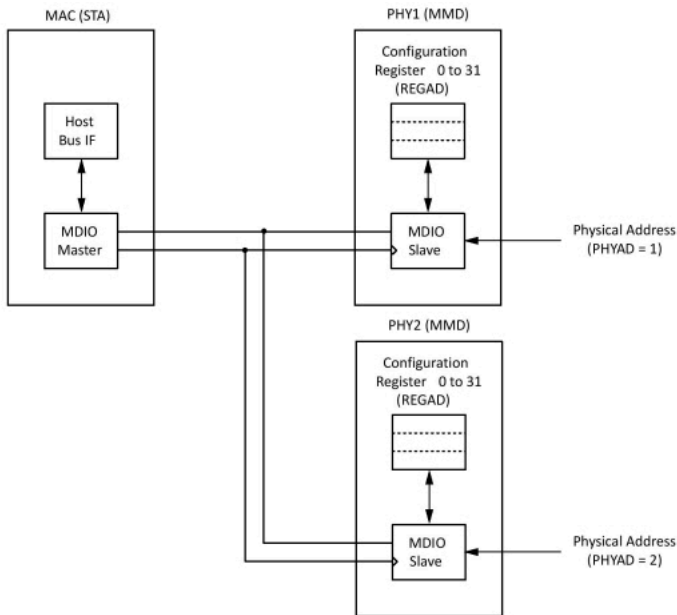 MAC (STA)
Host
Bus IF
MDIO
Master
PHY1 (MMD)
Configuration
Register 0 to 31
(REGAD)
MDIO
Slave
Physical Address
(PHYAD = 1)
PHY2 (MMD)
Configuration
Register 0 to 31
(REGAD)
MDIO
Slave
Physical Address
(PHYAD = 2)